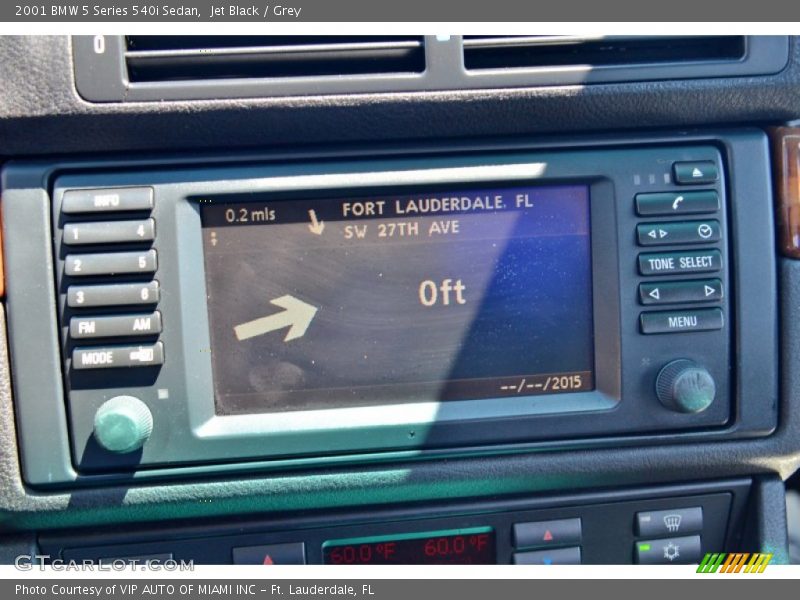 2001 BMW 5 Series 540i Sedan, Jet Black / Grey
0
INFO
1 4
2 5
3 6
FM AM
MODE
0.2 mls
FORT LAUDERDALE, FL
SW 27TH AVE
0ft
--/--/2015
TONE SELECT
MENU
60.0°F 60.0°F
GTCARLOT.COM
Photo Courtesy of VIP AUTO OF MIAMI INC – Ft. Lauderdale, FL